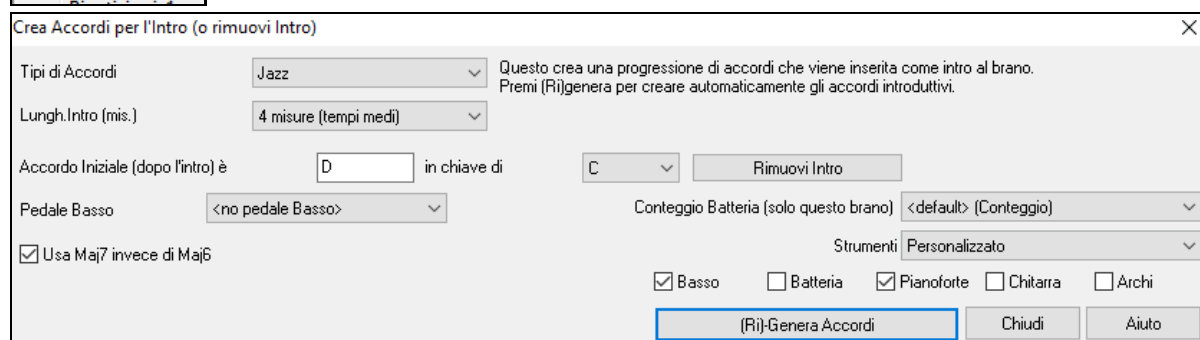 Crea Accordi per l'Intro (o rimuovi Intro)
Tipi di Accordi Jazz Questo crea una progressione di accordi che viene inserita come intro al brano.
Premi (Ri)genera per creare automaticamente gli accordi introduttivi.
Lungh.Intro (mis.) 4 misure (tempi medi)
Accordo Iniziale (dopo l'intro) è D in chiave di C Rimuovi Intro
Pedale Basso <no pedale Basso> Conteggio Batteria (solo questo brano) <default> (Conteggio)
Usa Maj7 invece di Maj6 Strumenti Personalizzato
Basso Batteria Pianoforte Chitarra Archi
(Ri)-Genera Accordi Chiudi Aiuto